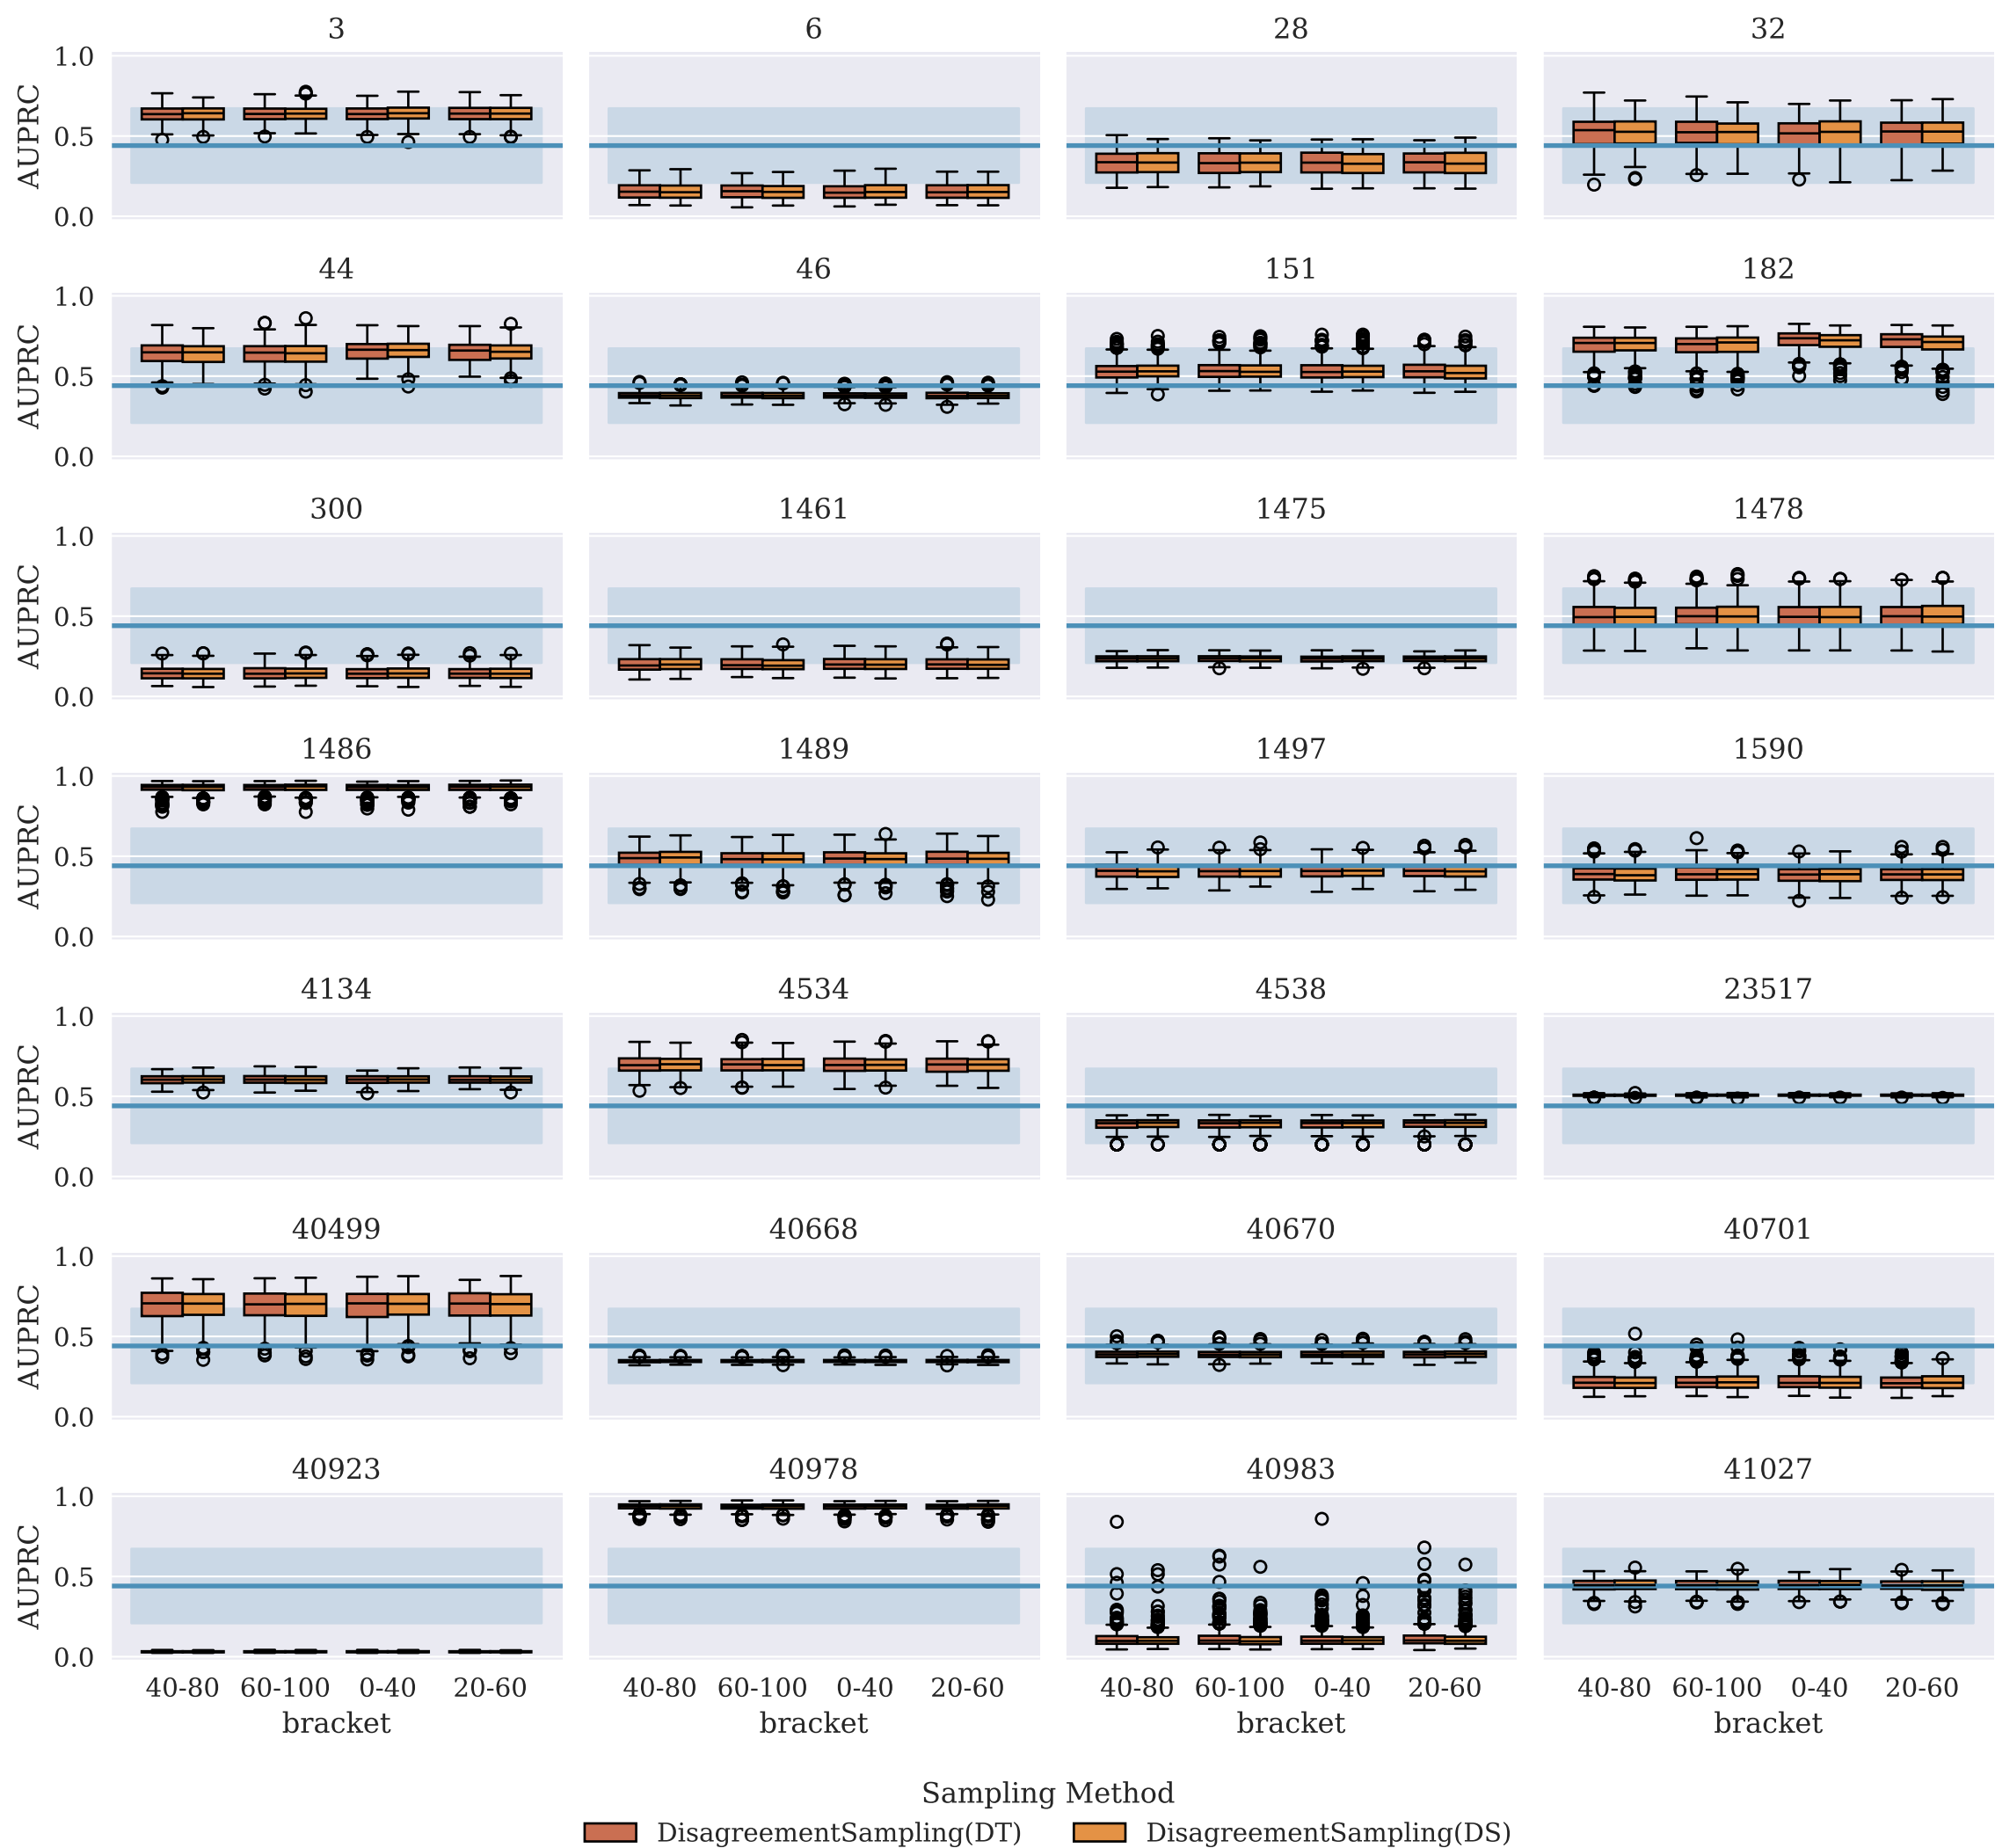 3 6 28 32
1.0
AUPRC
0.5
0.0
44 46 151 182
1.0
AUPRC
0.5
0.0
300 1461 1475 1478
1.0
AUPRC
0.5
0.0
1486 1489 1497 1590
1.0
AUPRC
0.5
0.0
4134 4534 4538 23517
1.0
AUPRC
0.5
0.0
40499 40668 40670 40701
1.0
AUPRC
0.5
0.0
40923 40978 40983 41027
1.0
AUPRC
0.5
0.0
40-80 60-100 0-40 20-60 40-80 60-100 0-40 20-60 40-80 60-100 0-40 20-60 40-80 60-100 0-40 20-60
bracket bracket bracket bracket
Sampling Method
DisagreementSampling(DT) DisagreementSampling(DS)